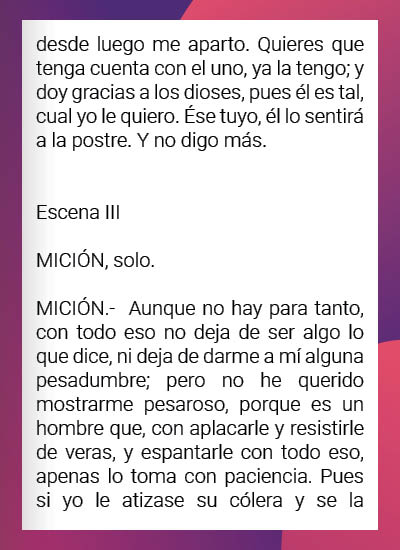 desde luego me aparto. Quieres que
tenga cuenta con el uno, ya la tengo; y
doy gracias a los dioses, pues él es tal,
cual yo le quiero. Ése tuyo, él lo sentirá
a la postre. Y no digo más.
Escena III
MICIÓN, solo.
MICIÓN.- Aunque no hay para tanto,
con todo eso no deja de ser algo lo
que dice, ni deja de darme a mí alguna
pesadumbre; pero no he querido
mostrarme pesaroso, porque es un
hombre que, con aplacarle y resistirle
de veras, y espantarle con todo eso,
apenas lo toma con paciencia. Pues
si yo le atizase su cólera y se la